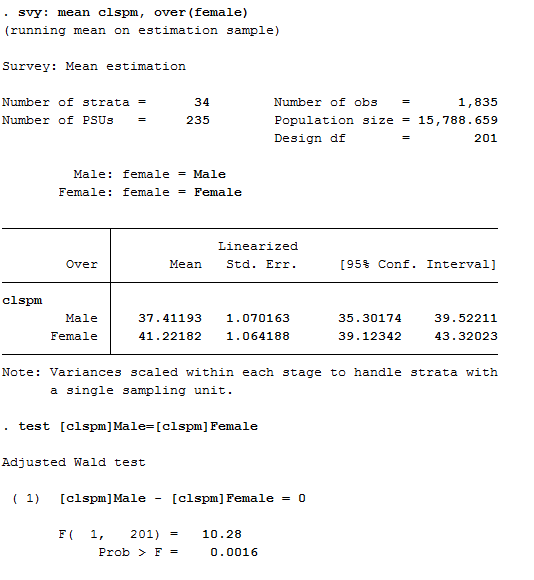 . svy: mean clspm, over(female)
(running mean on estimation sample)
Survey: Mean estimation
Number of strata =      34        Number of obs   =      1,835
Number of PSUs   =     235        Population size = 15,788.659
                                  Design df       =        201
Male: female = Male
Female: female = Female
Linearized
Over       Mean   Std. Err.     [95% Conf. Interval]
clspm
Male   37.41193   1.070163      35.30174    39.52211
Female   41.22182   1.064188      39.12342    43.32023
Note: Variances scaled within each stage to handle strata with
a single sampling unit.
. test [clspm]Male=[clspm]Female
Adjusted Wald test
( 1)  [clspm]Male - [clspm]Female = 0
F(  1,   201) =   10.28
Prob > F =    0.0016